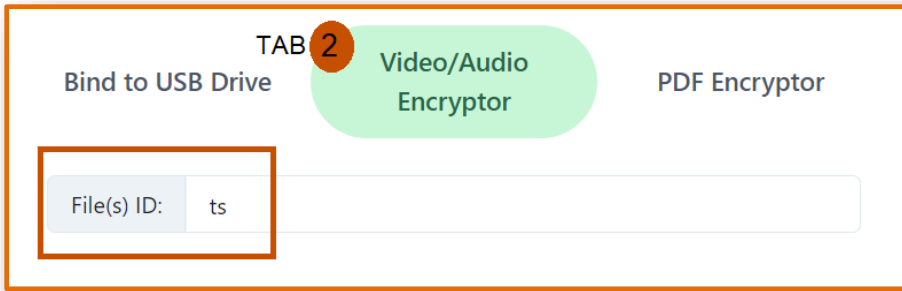 TAB 2
Bind to USB Drive
Video/Audio
Encryptor
PDF Encryptor
File(s) ID:
ts